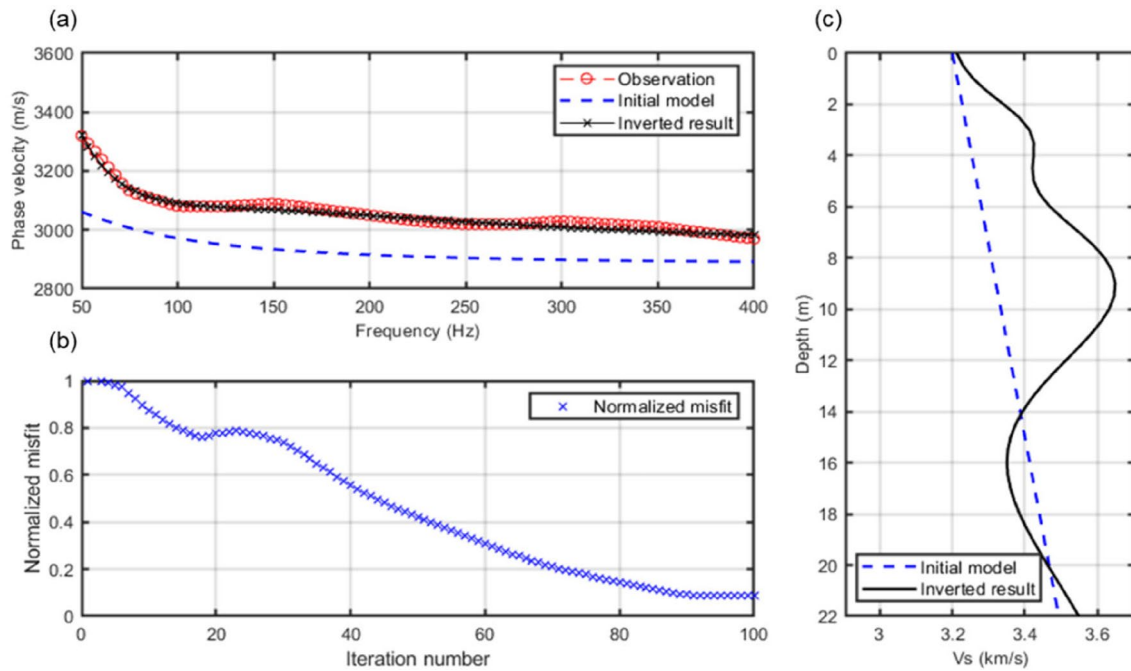 (a)
3600
3400
3200
3000
2800
Phase velocity (m/s)
Observation
Initial model
Inverted result
50 100 150 200 250 300 350 400
Frequency (Hz)
(b)
1
0.8
0.6
0.4
0.2
0
Normalized misfit
Normalized misfit
0 20 40 60 80 100
Iteration number
(c)
0
2
4
6
8
10
12
14
16
18
20
22
Depth (m)
Initial model
Inverted result
3 3.2 3.4 3.6
Vs (km/s)